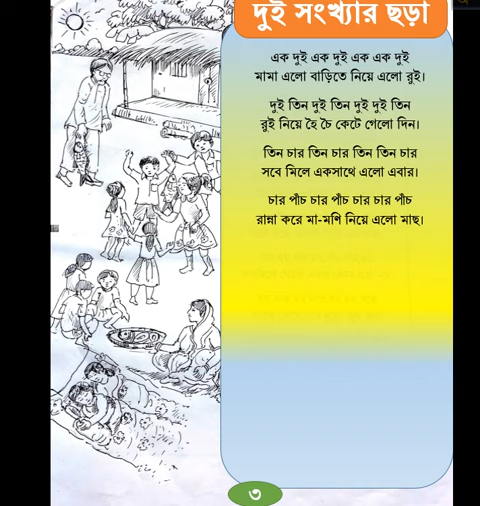 দুই সংখ্যার ছড়া
এক দুই এক দুই এক এক দুই
মামা এলো বাড়িতে নিয়ে এলো রুই।
দুই তিন দুই তিন দুই দুই তিন
রুই নিয়ে হৈ চৈ কেটে গেলো দিন।
তিন চার তিন চার তিন তিন চার
সবে মিলে একসাথে এলো এবার।
চার পাঁচ চার পাঁচ চার চার পাঁচ
রান্না করে মা-মণি নিয়ে এলো মাছ।
৩